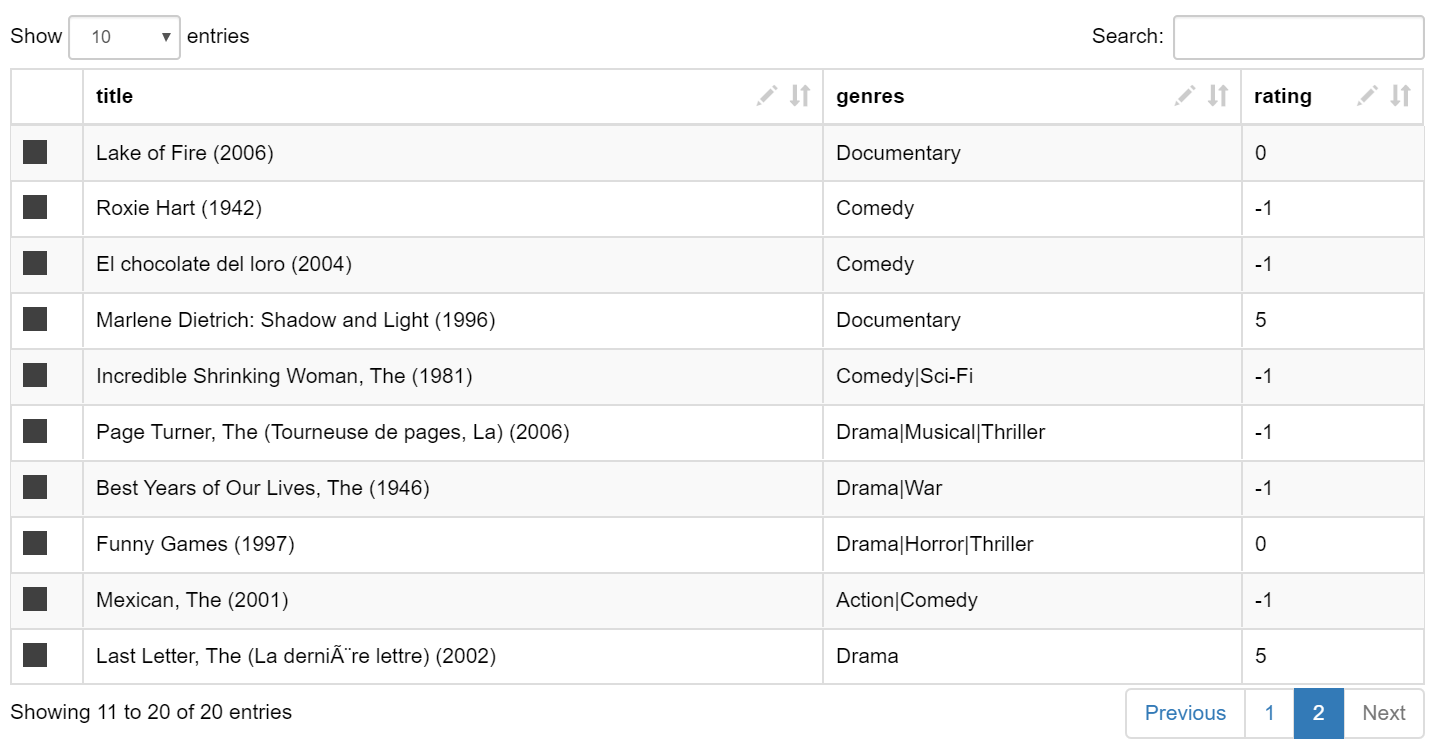 Show 10 entries Search:
title genres rating
Lake of Fire (2006) Documentary 0
Roxie Hart (1942) Comedy -1
El chocolate del loro (2004) Comedy -1
Marlene Dietrich: Shadow and Light (1996) Documentary 5
Incredible Shrinking Woman, The (1981) Comedy|Sci-Fi -1
Page Turner, The (Tourneuse de pages, La) (2006) Drama|Musical|Thriller -1
Best Years of Our Lives, The (1946) Drama|War -1
Funny Games (1997) Drama|Horror|Thriller 0
Mexican, The (2001) Action|Comedy -1
Last Letter, The (La derniÃ¨re lettre) (2002) Drama 5
Showing 11 to 20 of 20 entries Previous 1 2 Next